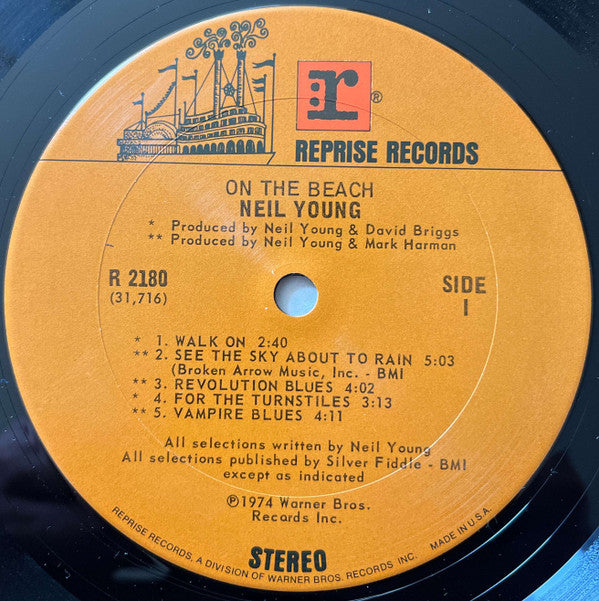 r ®
REPRISE RECORDS
ON THE BEACH
NEIL YOUNG
* Produced by Neil Young & David Briggs
** Produced by Neil Young & Mark Harman
R 2180
(31,716)
SIDE
1
* 1. WALK ON 2:40
** 2. SEE THE SKY ABOUT TO RAIN 5:03
(Broken Arrow Music, Inc. - BMI
** 3. REVOLUTION BLUES 4:02
* 4. FOR THE TURNSTILES 3:13
** 5. VAMPIRE BLUES 4:11
All selections written by Neil Young
All selections published by Silver Fiddle - BMI
except as indicated
℗1974 Warner Bros.
Records Inc.
STEREO
REPRISE RECORDS, A DIVISION OF WARNER BROS. RECORDS INC. MADE IN U.S.A.